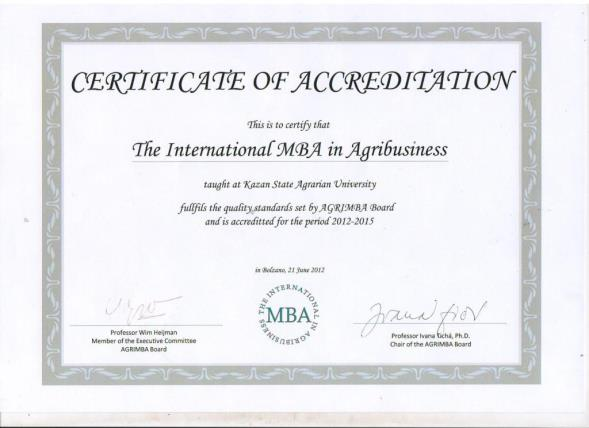 CERTIFICATE OF ACCREDITATION
This is to certify that
The International MBA in Agribusiness
taught at Kazan State Agrarian University
fullfils the quality standards set by AGRIMBA Board
and is accreditted for the period 2012-2015
in Bolzano, 21 June 2012
THE INTERNATIONAL
MBA
IN AGRIBUSINESS
Professor Wim Heijman
Member of the Executive Committee
AGRIMBA Board
Professor Ivana Tichá, Ph.D.
Chair of the AGRIMBA Board